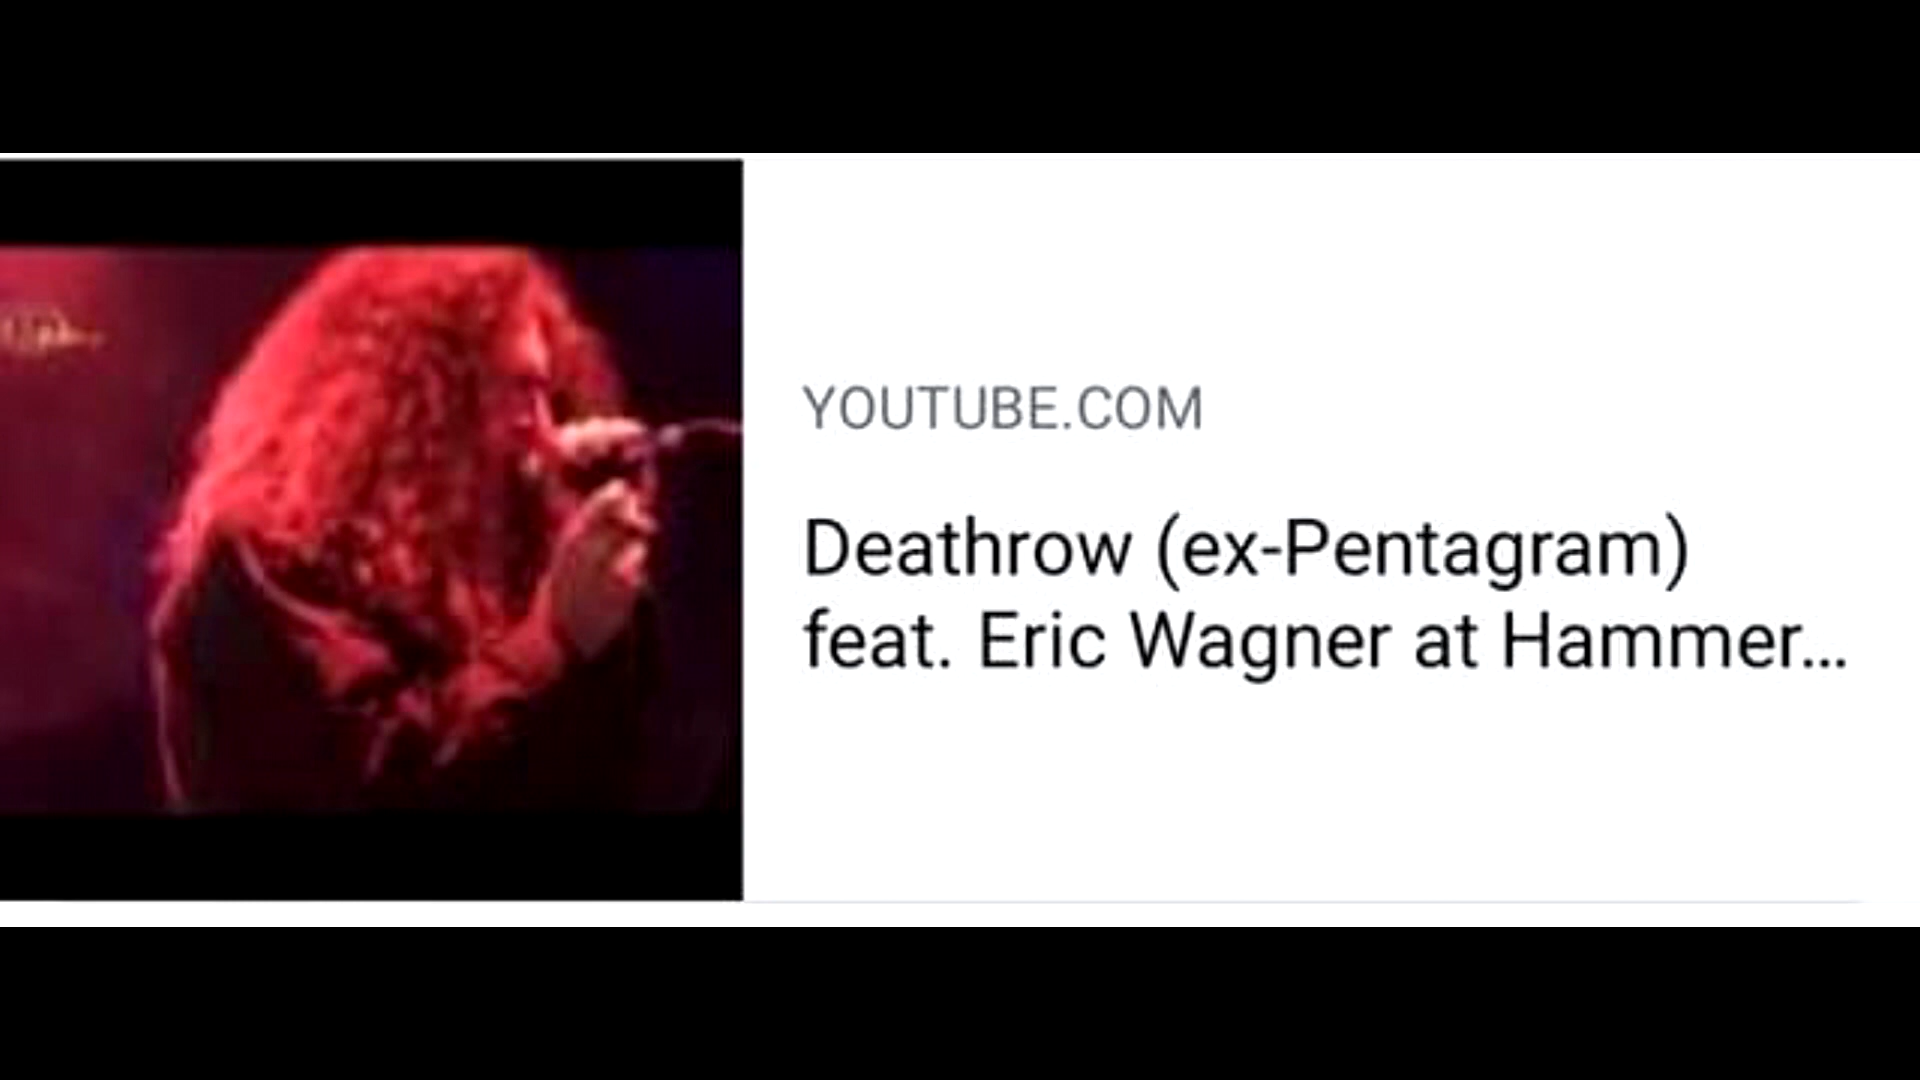 YOUTUBE.COM
Deathrow (ex-Pentagram)
feat. Eric Wagner at Hammer...